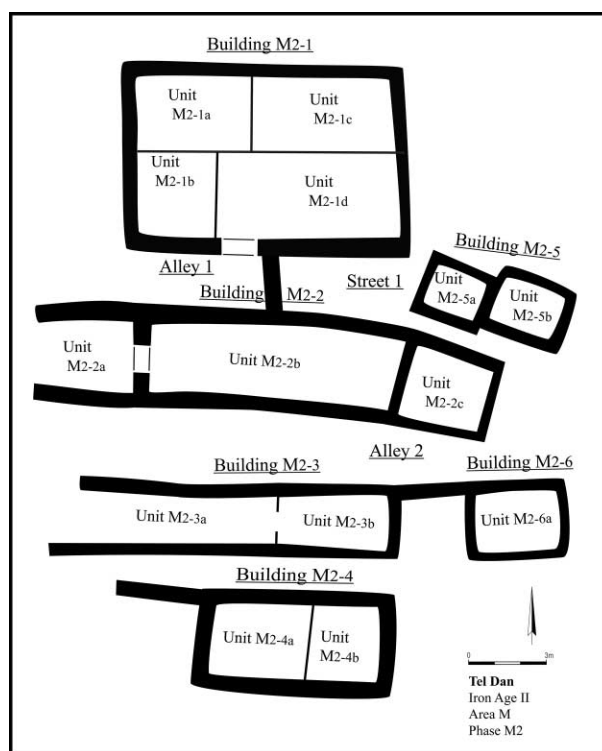 Building M2-1
Unit
M2-1a
Unit
M2-1c
Unit
M2-1b
Unit
M2-1d
Building M2-5
Alley 1
Street 1
Unit
M2-5a
Unit
M2-5b
Building M2-2
Unit
M2-2a
Unit M2-2b
Unit
M2-2c
Alley 2
Building M2-3
Building M2-6
Unit M2-3a
Unit M2-3b
Unit M2-6a
Building M2-4
Unit M2-4a
Unit
M2-4b
0 3m
Tel Dan
Iron Age II
Area M
Phase M2